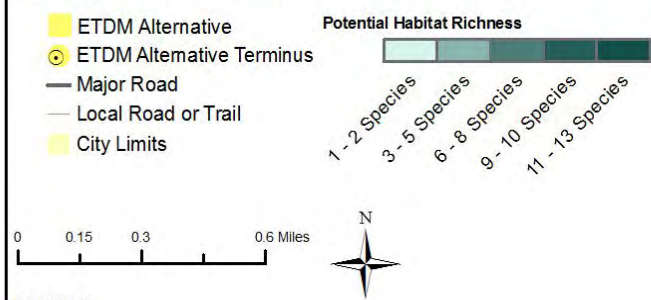 ETDM Alternative
ETDM Alternative Terminus
Major Road
Local Road or Trail
City Limits
Potential Habitat Richness
1 - 2 Species
3 - 5 Species
6 - 8 Species
9 - 10 Species
11 - 13 Species
0 0.15 0.3 0.6 Miles
N